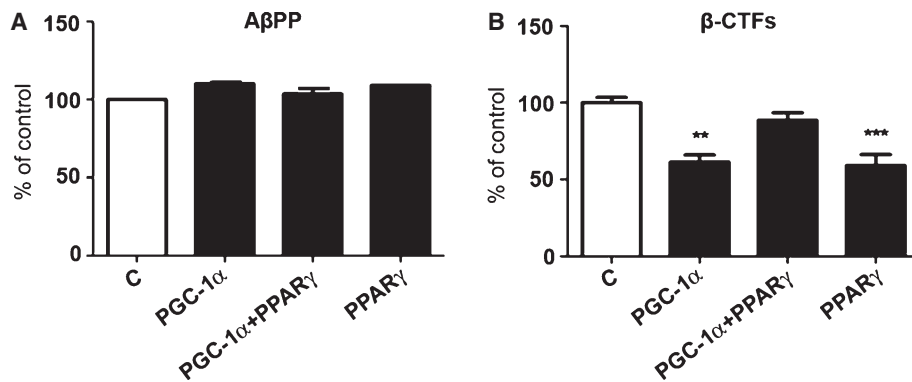 A
AβPP
150
100
50
0
% of control
C
PGC-1α
PGC-1α+PPARγ
PPARγ
B
β-CTFs
150
100
50
0
% of control
**
***
C
PGC-1α
PGC-1α+PPARγ
PPARγ